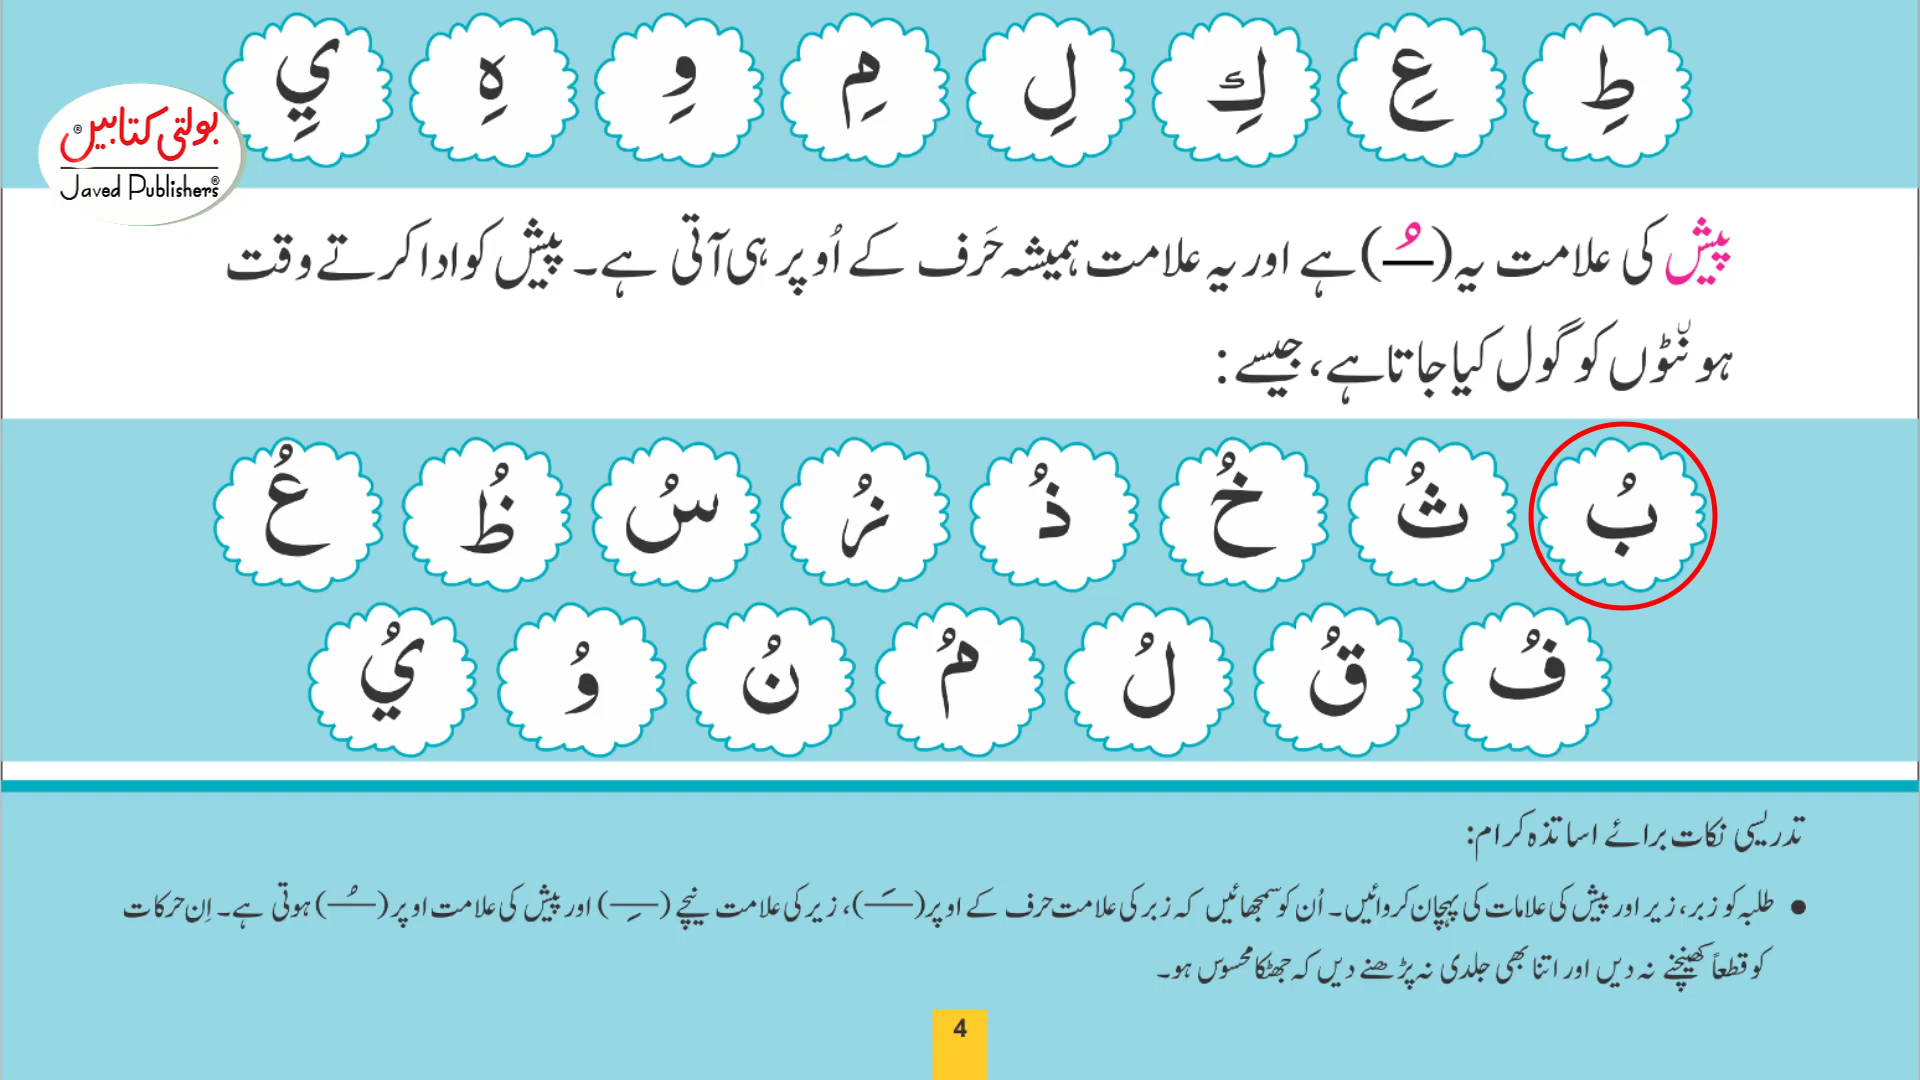 طِ عِ كِ لِ مِ وِ هِ يِ
بولتی کتابیں®
Javed Publishers®
پیش کی علامت یہ (ـُ) ہے اور یہ علامت ہمیشہ حَرف کے اُوپر ہی آتی ہے۔ پیش کو ادا کرتے وقت
ہونٹوں کو گول کیا جاتا ہے، جیسے:
بُ ثُ خُ ذُ زُ سُ ظُ عُ
فُ قُ لُ مُ نُ وُ يُ
تدریسی نکات برائے اساتذہ کرام:
● طلبہ کو زبر، زیر اور پیش کی علامات کی پہچان کروائیں۔ اُن کو سمجھائیں کہ زبر کی علامت حرف کے اوپر (ـَ)، زیر کی علامت نیچے (ـِ) اور پیش کی علامت اوپر (ـُ) ہوتی ہے۔ اِن حرکات
کو قطعاً کھینچنے نہ دیں اور اتنا بھی جلدی نہ پڑھنے دیں کہ جھٹکا محسوس ہو۔
4